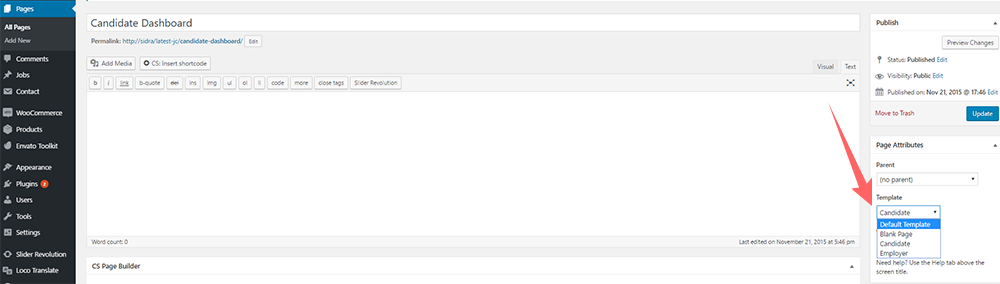 Pages
All Pages
Add New
Comments
Jobs
Contact
WooCommerce
Products
Envato Toolkit
Appearance
Plugins 2
Users
Tools
Settings
Slider Revolution
Loco Translate
Candidate Dashboard
Permalink: http://sidra/latest-jc/candidate-dashboard/ Edit
Add Media CS: Insert shortcode
Visual Text
b i link b-quote del ins img ul ol li code more close tags Slider Revolution
Word count: 0 Last edited on November 21, 2015 at 5:46 pm
CS Page Builder
Publish
Preview Changes
Status: Published Edit
Visibility: Public Edit
Published on: Nov 21, 2015 @ 17:46 Edit
Move to Trash Update
Page Attributes
Parent
(no parent)
Template
Candidate
Default Template
Blank Page
Candidate
Employer
Need help? Use the Help tab above the
screen title.